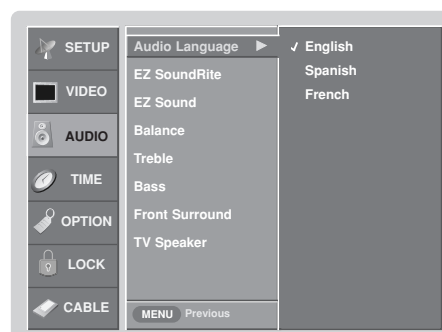 SETUP
VIDEO
AUDIO
TIME
OPTION
LOCK
CABLE
Audio Language
EZ SoundRite
EZ Sound
Balance
Treble
Bass
Front Surround
TV Speaker
MENU Previous
✓ English
Spanish
French